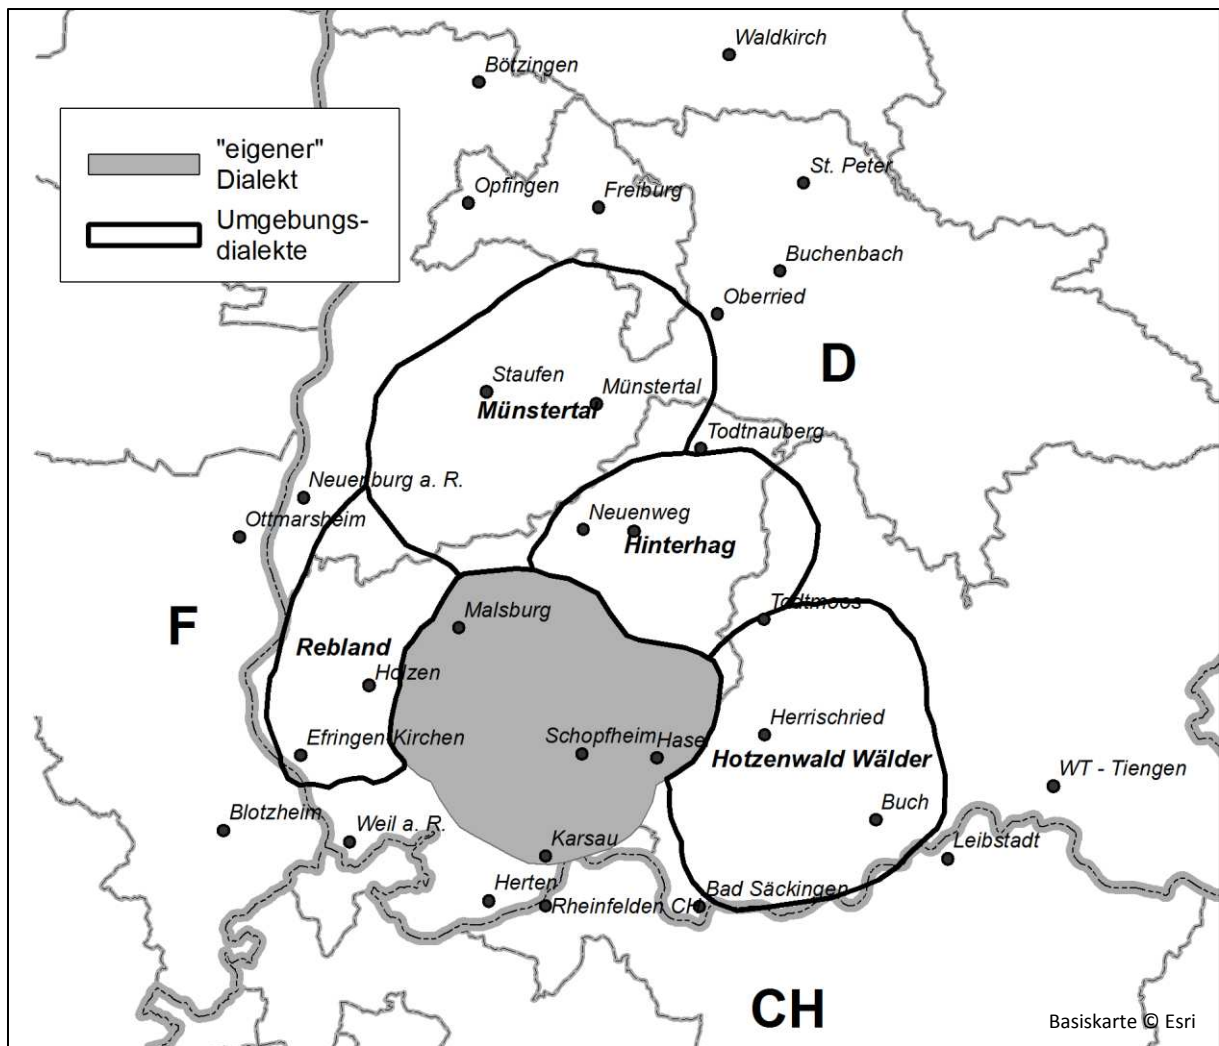 Waldkirch
Bötzingen
"eigener"
Dialekt
Umgebungs-
dialekte
St. Peter
Opfingen
Freiburg
Buchenbach
Oberried
D
Staufen
Münstertal
Münstertal
Todtnauberg
Neuenburg a. R.
Ottmarsheim
Neuenweg
Hinterhag
F
Malsburg
Todtmoos
Rebland
Holzen
Herrischried
Efringen-Kirchen
Schopfheim
Hasel
Hotzenwald Wälder
WT - Tiengen
Blotzheim
Weil a. R.
Buch
Karsau
Leibstadt
Herten
Rheinfelden CH
Bad Säckingen
CH
Basiskarte © Esri